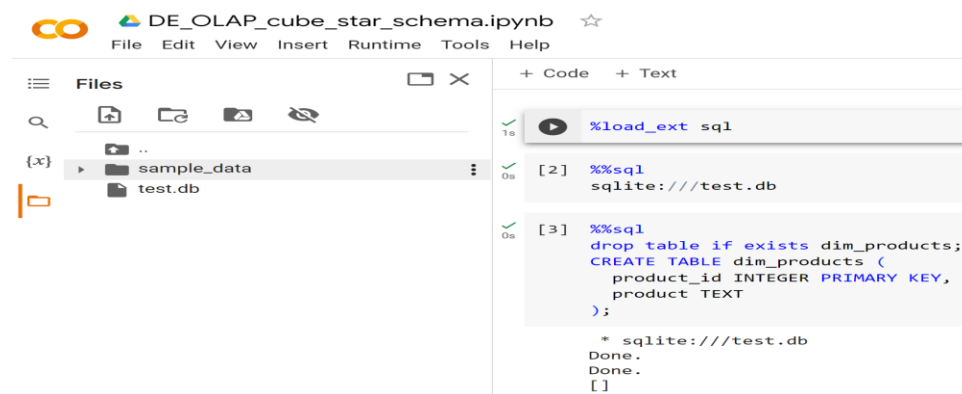 DE_OLAP_cube_star_schema.ipynb
File Edit View Insert Runtime Tools Help
Files
+ Code + Text
{x}
..
sample_data
test.db
1s
%load_ext sql
0s
[2] %%sql
sqlite:///test.db
0s
[3] %%sql
drop table if exists dim_products;
CREATE TABLE dim_products (
product_id INTEGER PRIMARY KEY,
product TEXT
);
* sqlite:///test.db
Done.
Done.
[]